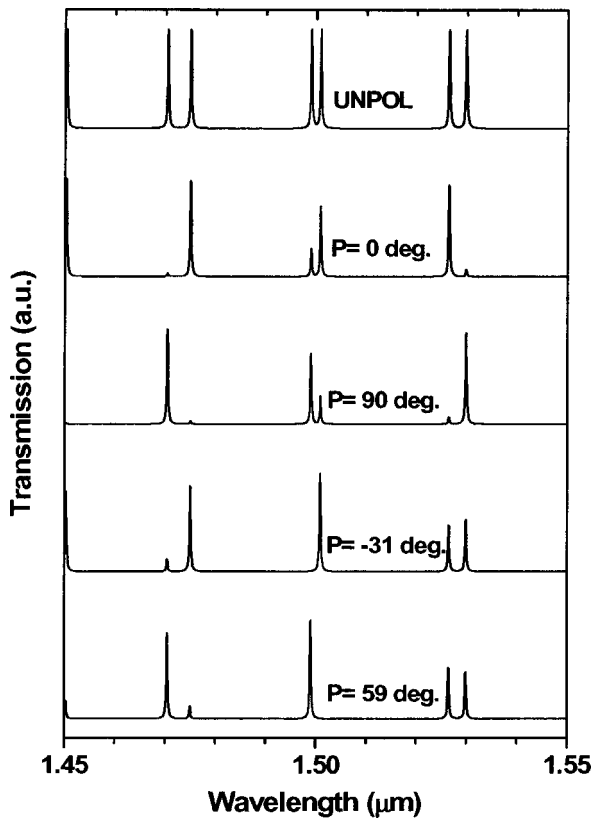 UNPOL
P= 0 deg.
P= 90 deg.
P= -31 deg.
P= 59 deg.
Transmission (a.u.)
1.45 1.50 1.55
Wavelength (μm)